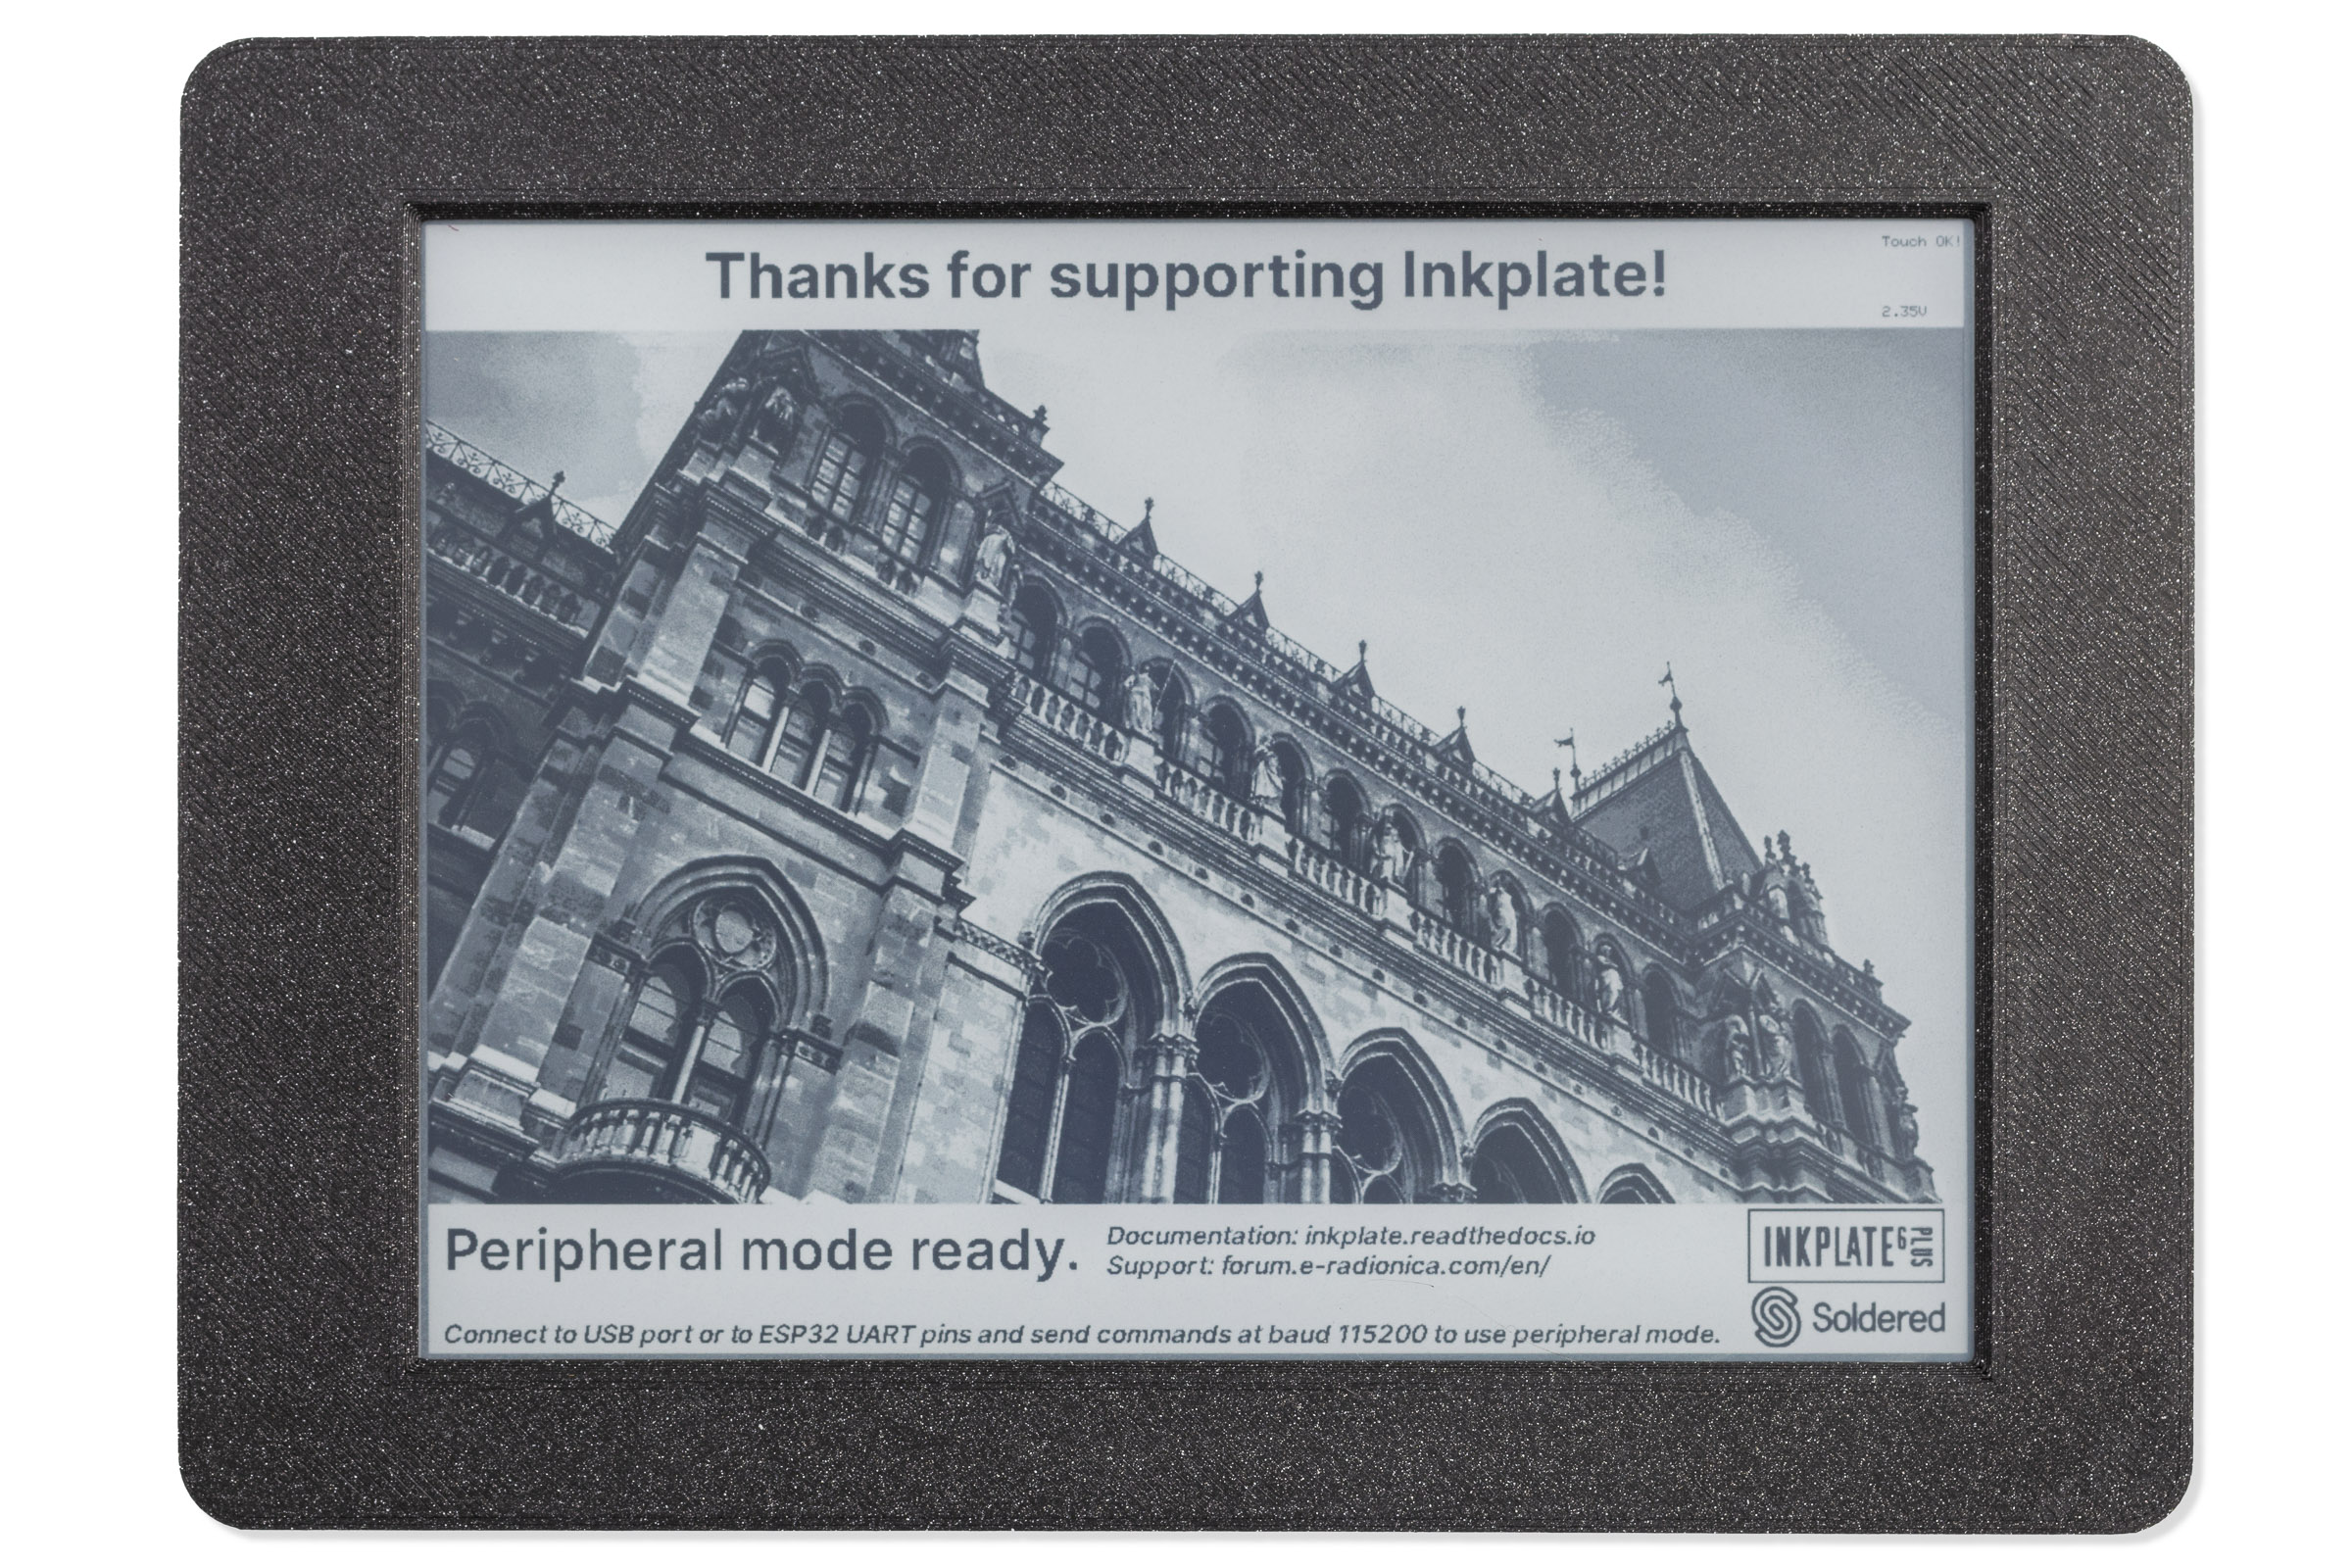 Thanks for supporting Inkplate!
Touch OK!
2.35V
Peripheral mode ready.
Documentation: inkplate.readthedocs.io
Support: forum.e-radionica.com/en/
INKPLATE6 PLUS
Soldered
Connect to USB port or to ESP32 UART pins and send commands at baud 115200 to use peripheral mode.